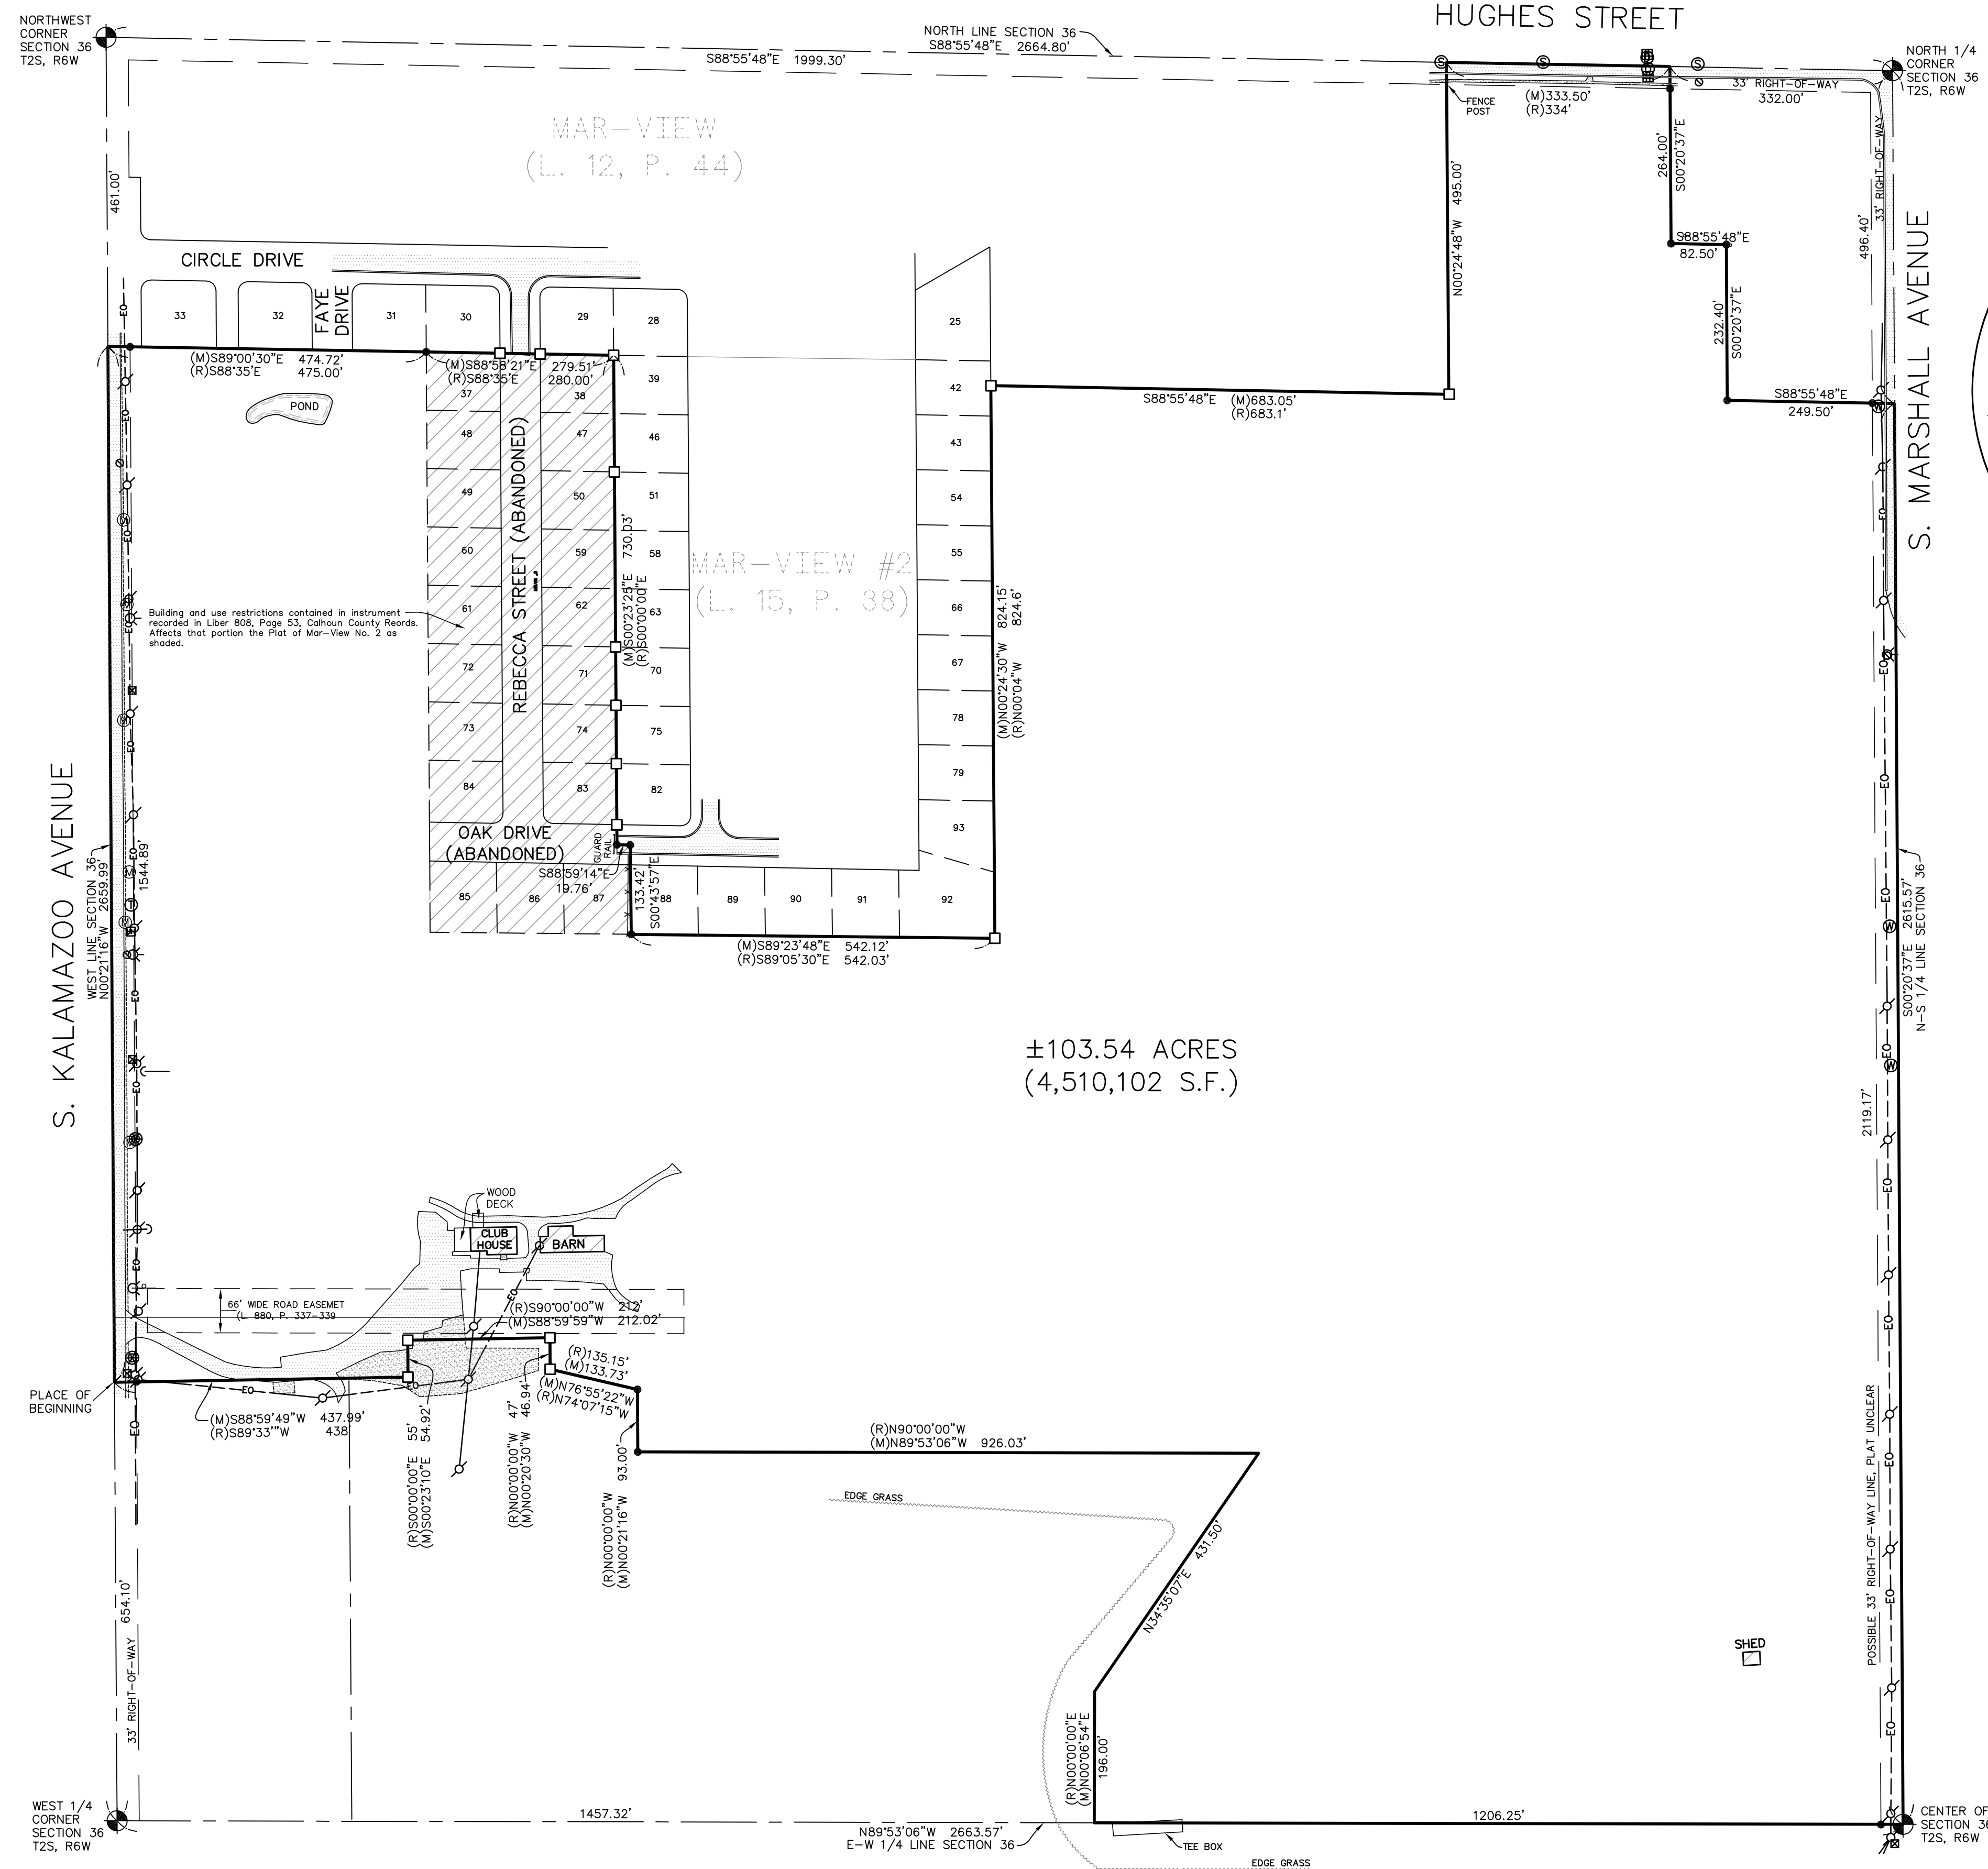 HUGHES STREET
NORTHWEST
CORNER
SECTION 36
T2S, R6W
NORTH LINE SECTION 36
S88°55'48"E 2664.80'
S88°55'48"E 1999.30'
NORTH 1/4
CORNER
SECTION 36
T2S, R6W
33' RIGHT-OF-WAY
332.00'
FENCE
POST
(M)333.50'
(R)334'
MAR-VIEW
(L. 12, P. 44)
461.00'
N00°24'48"W 495.00'
264.00'
S00°20'37"E
33' RIGHT-OF-WAY
496.40'
S88°55'48"E
82.50'
232.40'
S00°20'37"E
S88°55'48"E
249.50'
S. MARSHALL AVENUE
CIRCLE DRIVE
FAYE
DRIVE
33
32
31
30
29
28
25
(M)S89°00'30"E 474.72'
(R)S88°35'E 475.00'
(M)S88°58'21"E 279.51'
(R)S88°35'E 280.00'
S88°55'48"E (M)683.05'
(R)683.1'
POND
37
38
39
42
48
47
46
43
49
50
51
54
60
59
58
55
61
62
63
66
72
71
70
67
73
74
75
78
84
83
82
79
93
REBECCA STREET (ABANDONED)
(M)S00°23'25"E 730.03'
(R)S00°00'00"E
MAR-VIEW #2
(L. 15, P. 38)
(M)N00°24'30"W 824.15'
(R)N00°04"W 824.6'
Building and use restrictions contained in instrument
recorded in Liber 808, Page 53, Calhoun County Reords.
Affects that portion the Plat of Mar-View No. 2 as
shaded.
OAK DRIVE
(ABANDONED)
GUARD
RAIL
S88°59'14"E
19.76'
133.42'
S00°43'57"E
85
86
87
88
89
90
91
92
(M)S89°23'48"E 542.12'
(R)S89°05'30"E 542.03'
S. KALAMAZOO AVENUE
WEST LINE SECTION 36
N00°21'16"W 2659.99'
1544.89'
S00°20'37"E 2615.57'
N-S 1/4 LINE SECTION 36
2119.17'
±103.54 ACRES
(4,510,102 S.F.)
WOOD
DECK
CLUB
HOUSE
BARN
66' WIDE ROAD EASEMET
(L. 880, P. 337-339
(R)S90°00'00"W 212'
(M)S88°59'59"W 212.02'
(R)135.15'
(M)133.73'
(M)N76°55'22"W
(R)N74°07'15"W
PLACE OF
BEGINNING
(M)S88°59'49"W 437.99'
(R)S89°33'"W 438'
(R)S00°00'00"E 55'
(M)S00°23'10"E 54.92'
(R)N00°00'00"W 47'
(M)N00°20'30"W 46.94'
(R)N00°00'00"W
(M)N00°21'16"W 93.00'
(R)N90°00'00"W
(M)N89°53'06"W 926.03'
EDGE GRASS
N34°35'07"E 431.50'
POSSIBLE 33' RIGHT-OF-WAY LINE, PLAT UNCLEAR
SHED
654.10'
33' RIGHT-OF-WAY
(R)N00°00'00"E
(M)N00°06'54"E
196.00'
WEST 1/4
CORNER
SECTION 36
T2S, R6W
1457.32'
N89°53'06"W 2663.57'
E-W 1/4 LINE SECTION 36
1206.25'
TEE BOX
EDGE GRASS
CENTER OF
SECTION 36
T2S, R6W